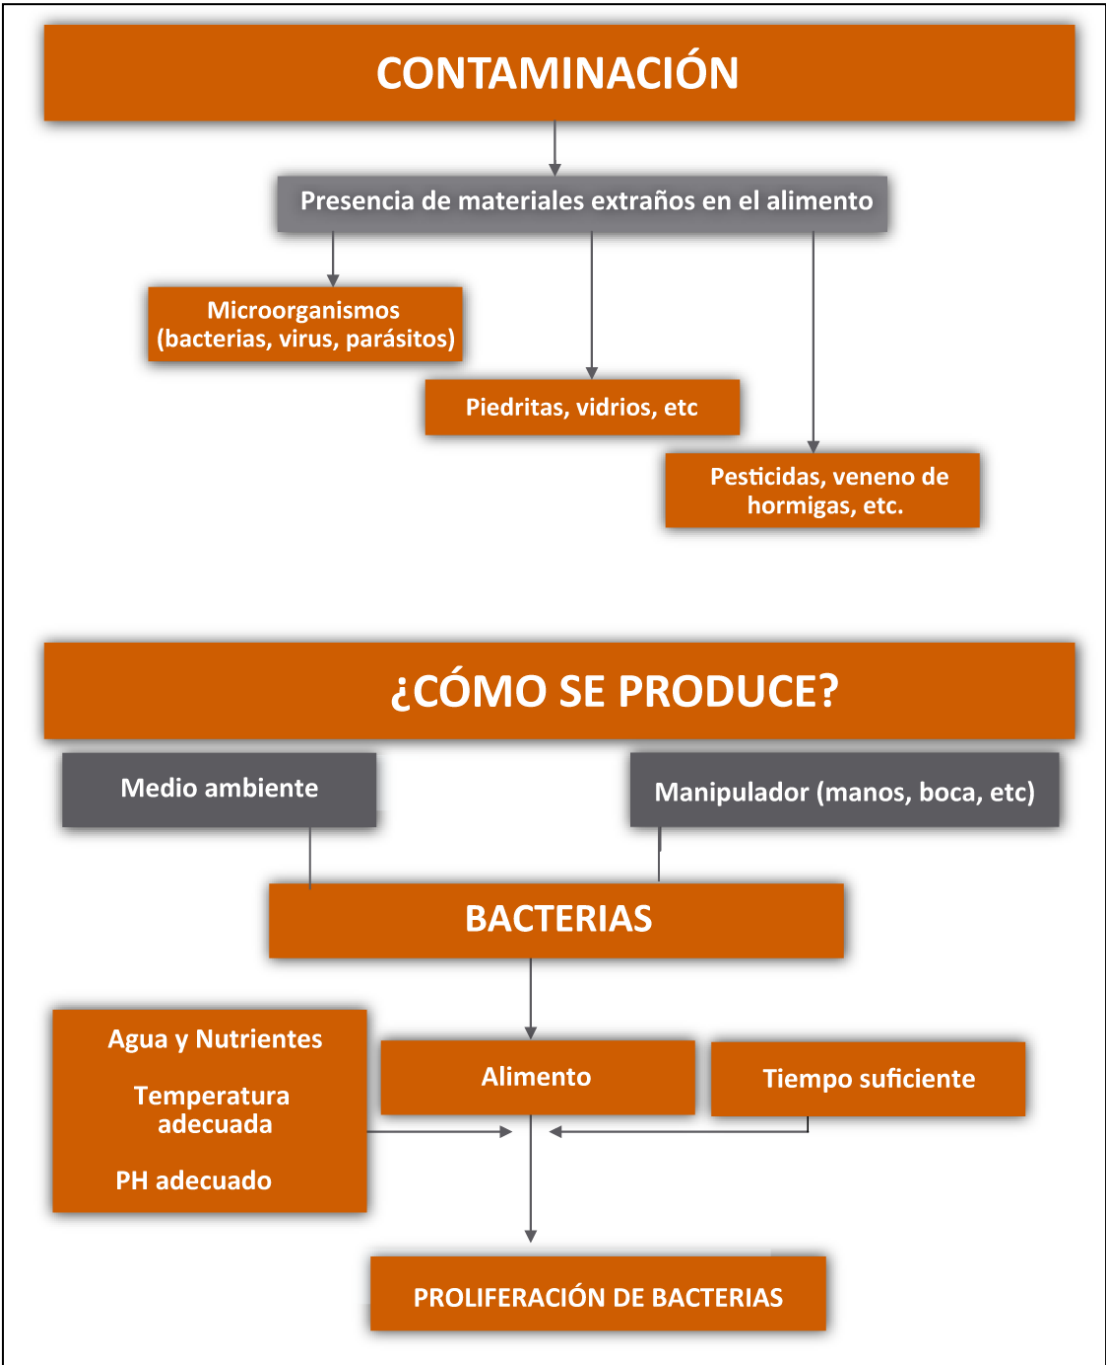 CONTAMINACIÓN
Presencia de materiales extraños en el alimento
Microorganismos
(bacterias, virus, parásitos)
Piedritas, vidrios, etc
Pesticidas, veneno de
hormigas, etc.
¿CÓMO SE PRODUCE?
Medio ambiente
Manipulador (manos, boca, etc)
BACTERIAS
Agua y Nutrientes
Temperatura
adecuada
PH adecuado
Alimento
Tiempo suficiente
PROLIFERACIÓN DE BACTERIAS